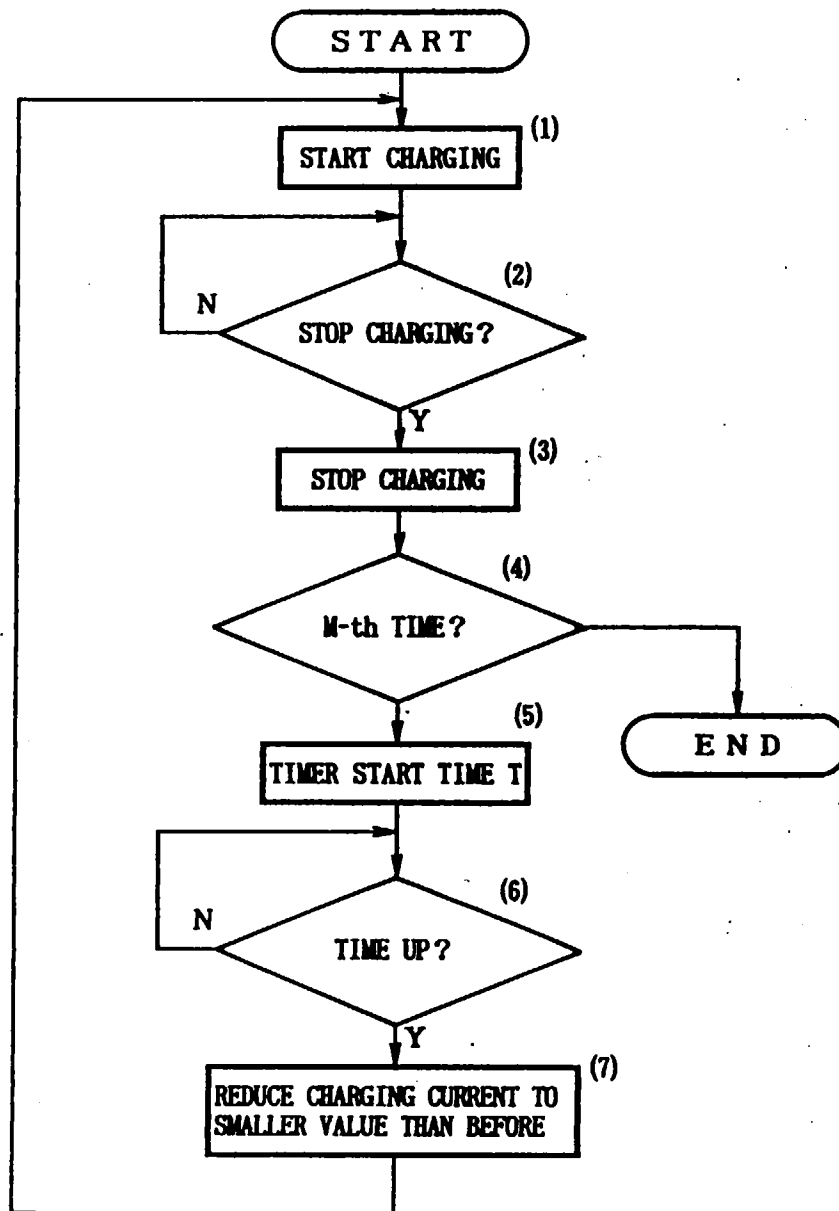 START
(1)
START CHARGING
(2)
N
STOP CHARGING?
Y
(3)
STOP CHARGING
(4)
M-th TIME?
(5)
END
TIMER START TIME T
(6)
N
TIME UP?
Y
(7)
REDUCE CHARGING CURRENT TO
SMALLER VALUE THAN BEFORE